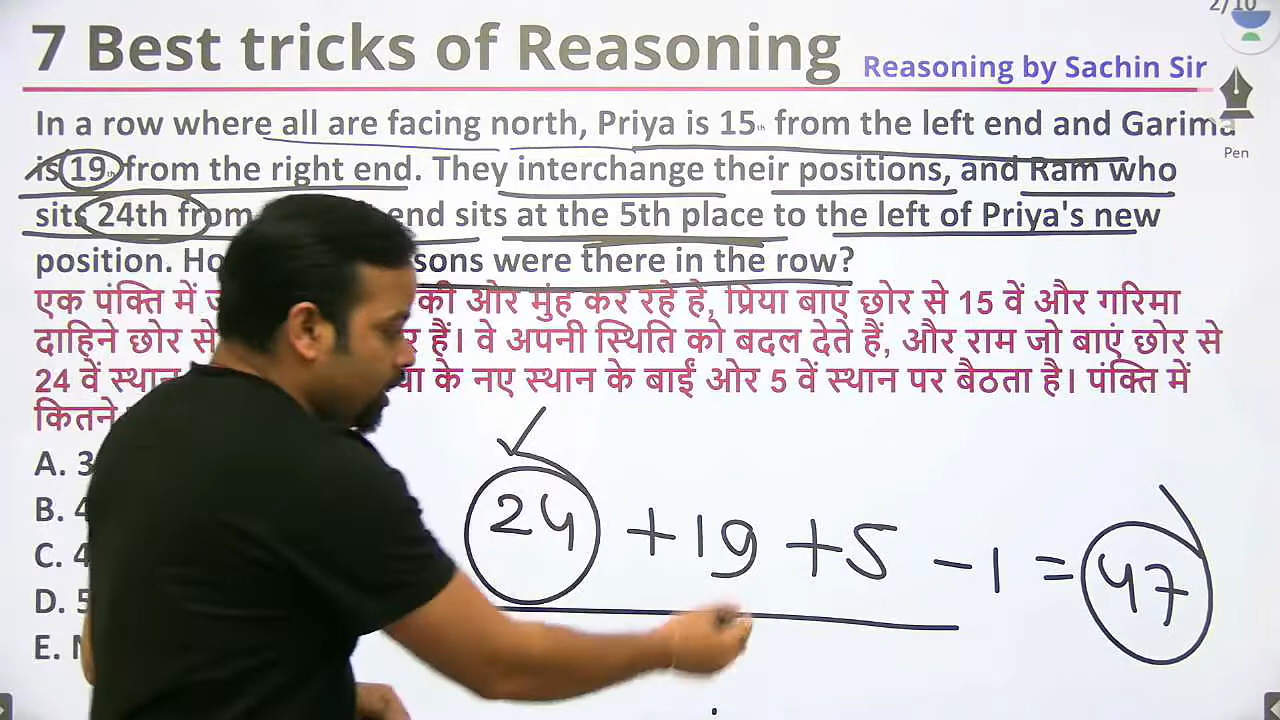 2/10
7 Best tricks of Reasoning
Reasoning by Sachin Sir
Pen
In a row where all are facing north, Priya is 15th from the left end and Garima
is 19th from the right end. They interchange their positions, and Ram who
sits 24th from end sits at the 5th place to the left of Priya's new
position. were there in the row?
एक पंक्ति में की ओर मुंह कर रहे है, प्रिया बाएं छोर से 15 वें और गरिमा
दाहिने छोर से हैं। वे अपनी स्थिति को बदल देते हैं, और राम जो बाएं छोर से
24 वें स्थान के नए स्थान के बाईं ओर 5 वें स्थान पर बैठता है। पंक्ति में
कितने
A. 3
B. 4
C. 4
D. 5
E.
24 + 19 + 5 - 1 = 47